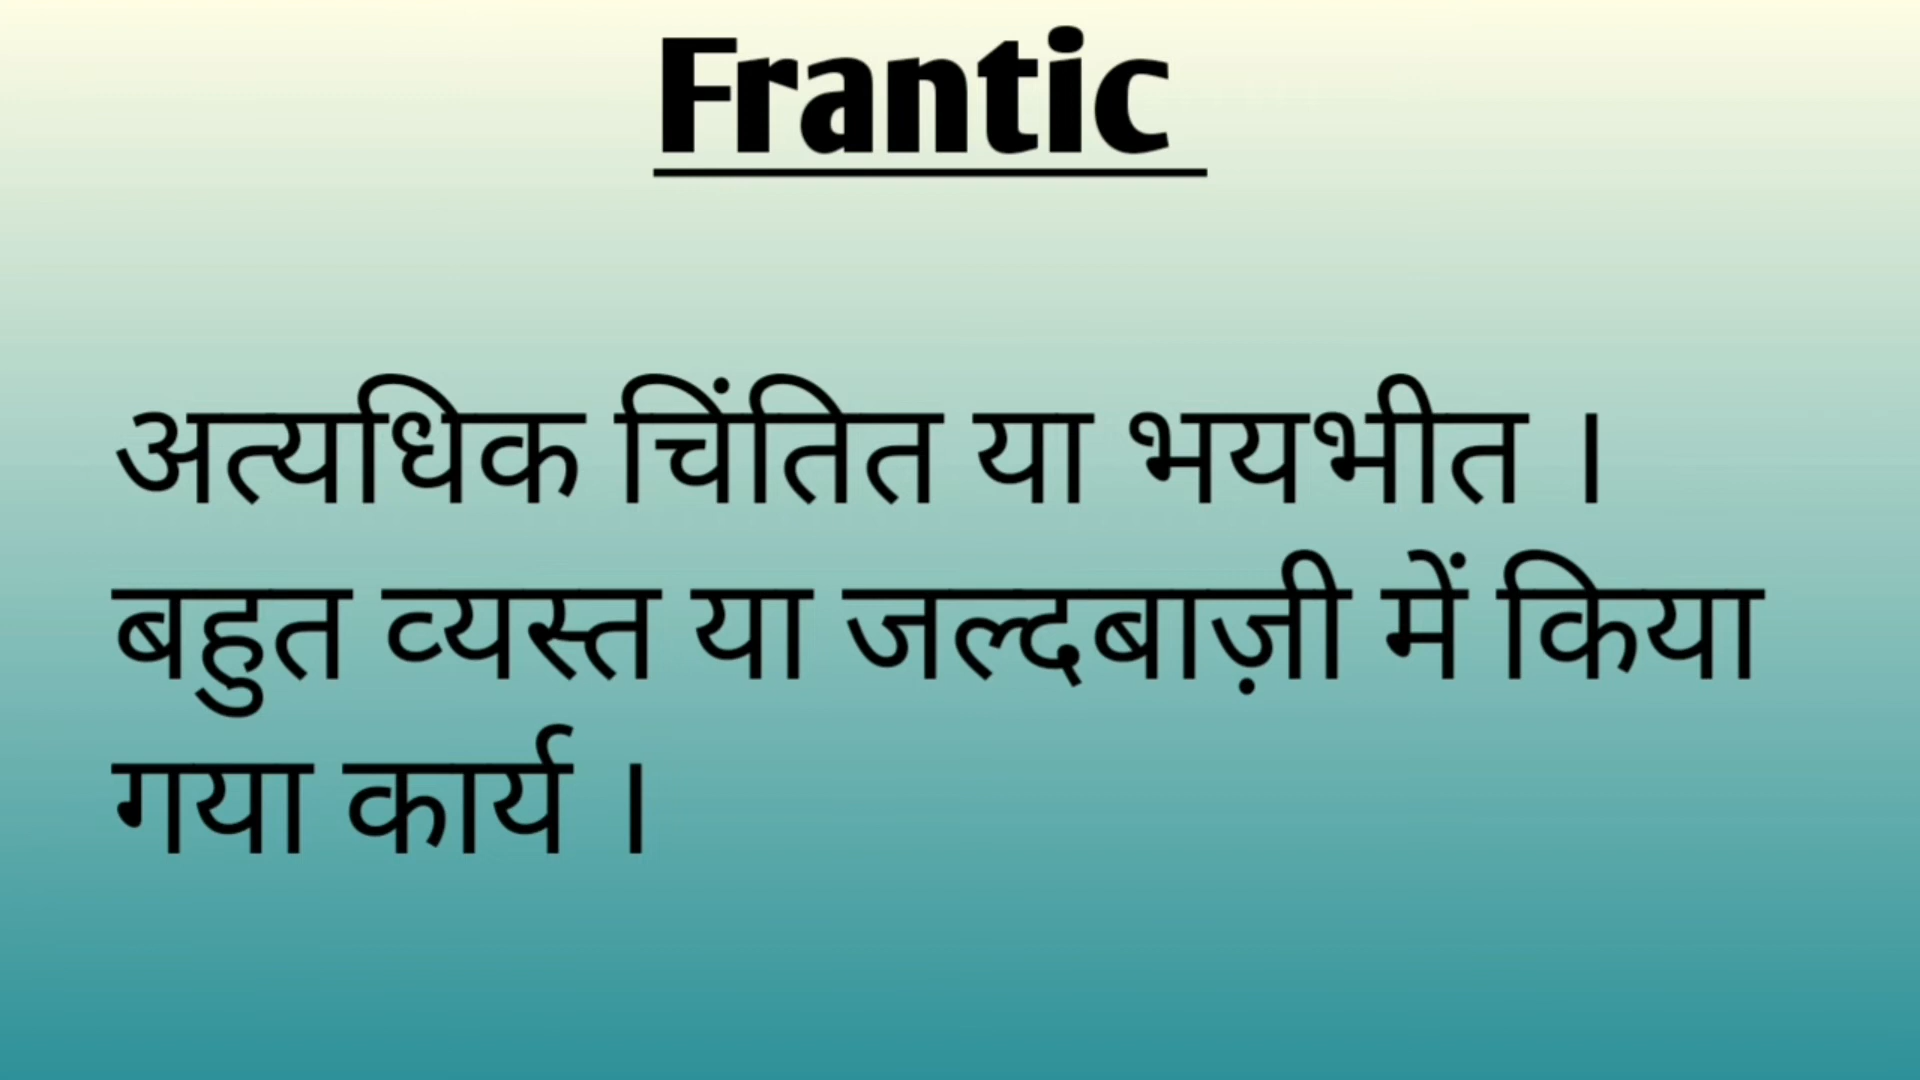 Frantic
अत्यधिक चिंतित या भयभीत ।
बहुत व्यस्त या जल्दबाज़ी में किया
गया कार्य ।